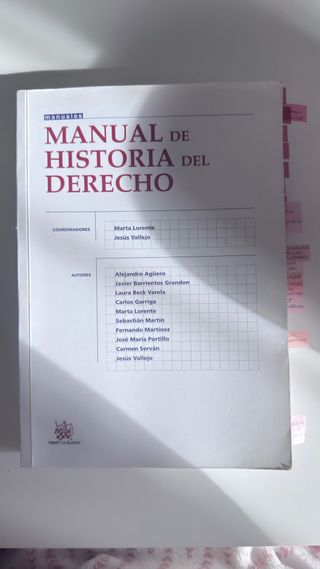 manuales
MANUAL DE
HISTORIA DEL
DERECHO
COORDINADORES
Marta Lorente
Jesús Vallejo
AUTORES
Alejandro Agüero
Javier Barrientos Grandon
Laura Beck Varela
Carlos Garriga
Marta Lorente
Sebastián Martín
Fernando Martínez
José María Portillo
Carmen Serván
Jesús Vallejo
TIRANT LO BLANCH